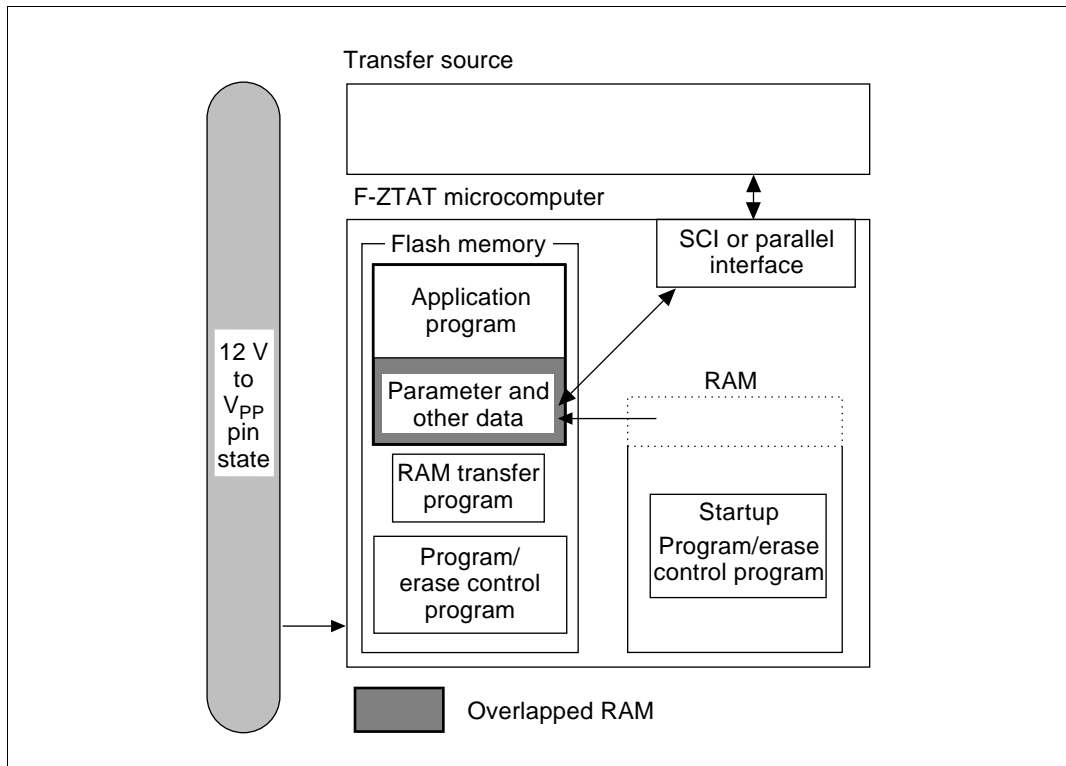 Transfer source
F-ZTAT microcomputer
SCI or parallel
interface
Flash memory
Application
program
Parameter and
other data
RAM
12 V
to
VPP
pin
state
RAM transfer
program
Startup
Program/erase
control program
Program/
erase control
program
Overlapped RAM